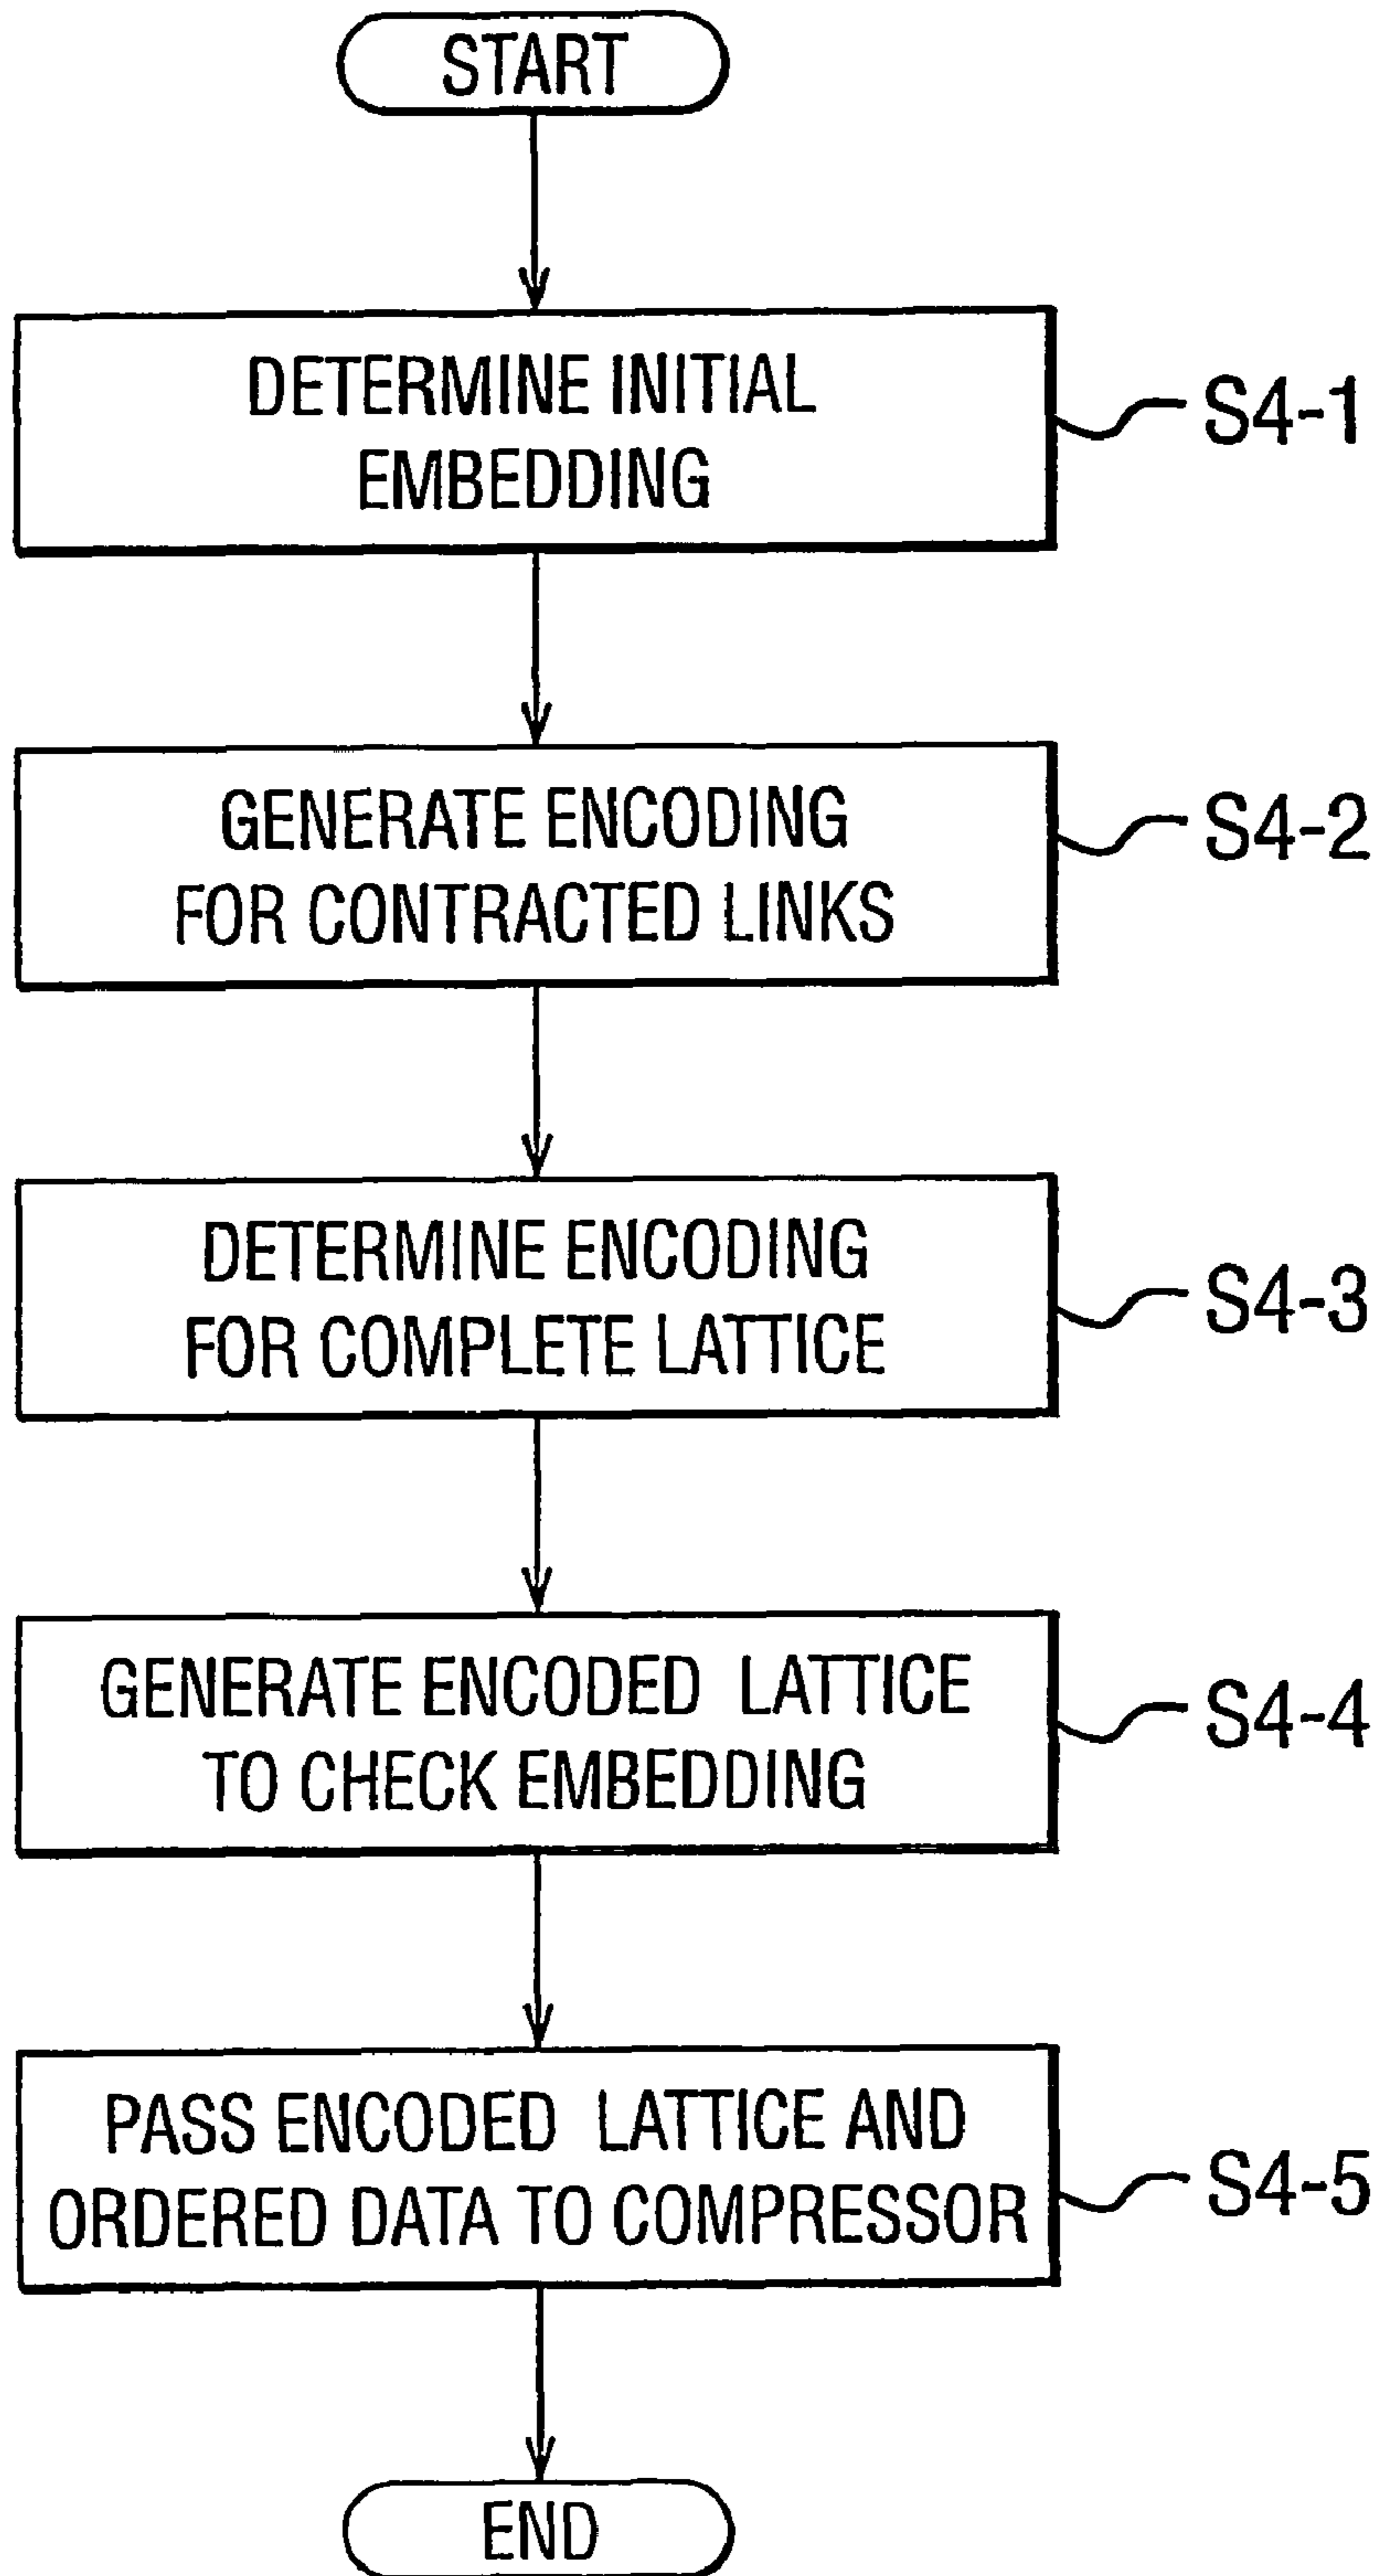 START
DETERMINE INITIAL
EMBEDDING
S4-1
GENERATE ENCODING
FOR CONTRACTED LINKS
S4-2
DETERMINE ENCODING
FOR COMPLETE LATTICE
S4-3
GENERATE ENCODED LATTICE
TO CHECK EMBEDDING
S4-4
PASS ENCODED LATTICE AND
ORDERED DATA TO COMPRESSOR
S4-5
END